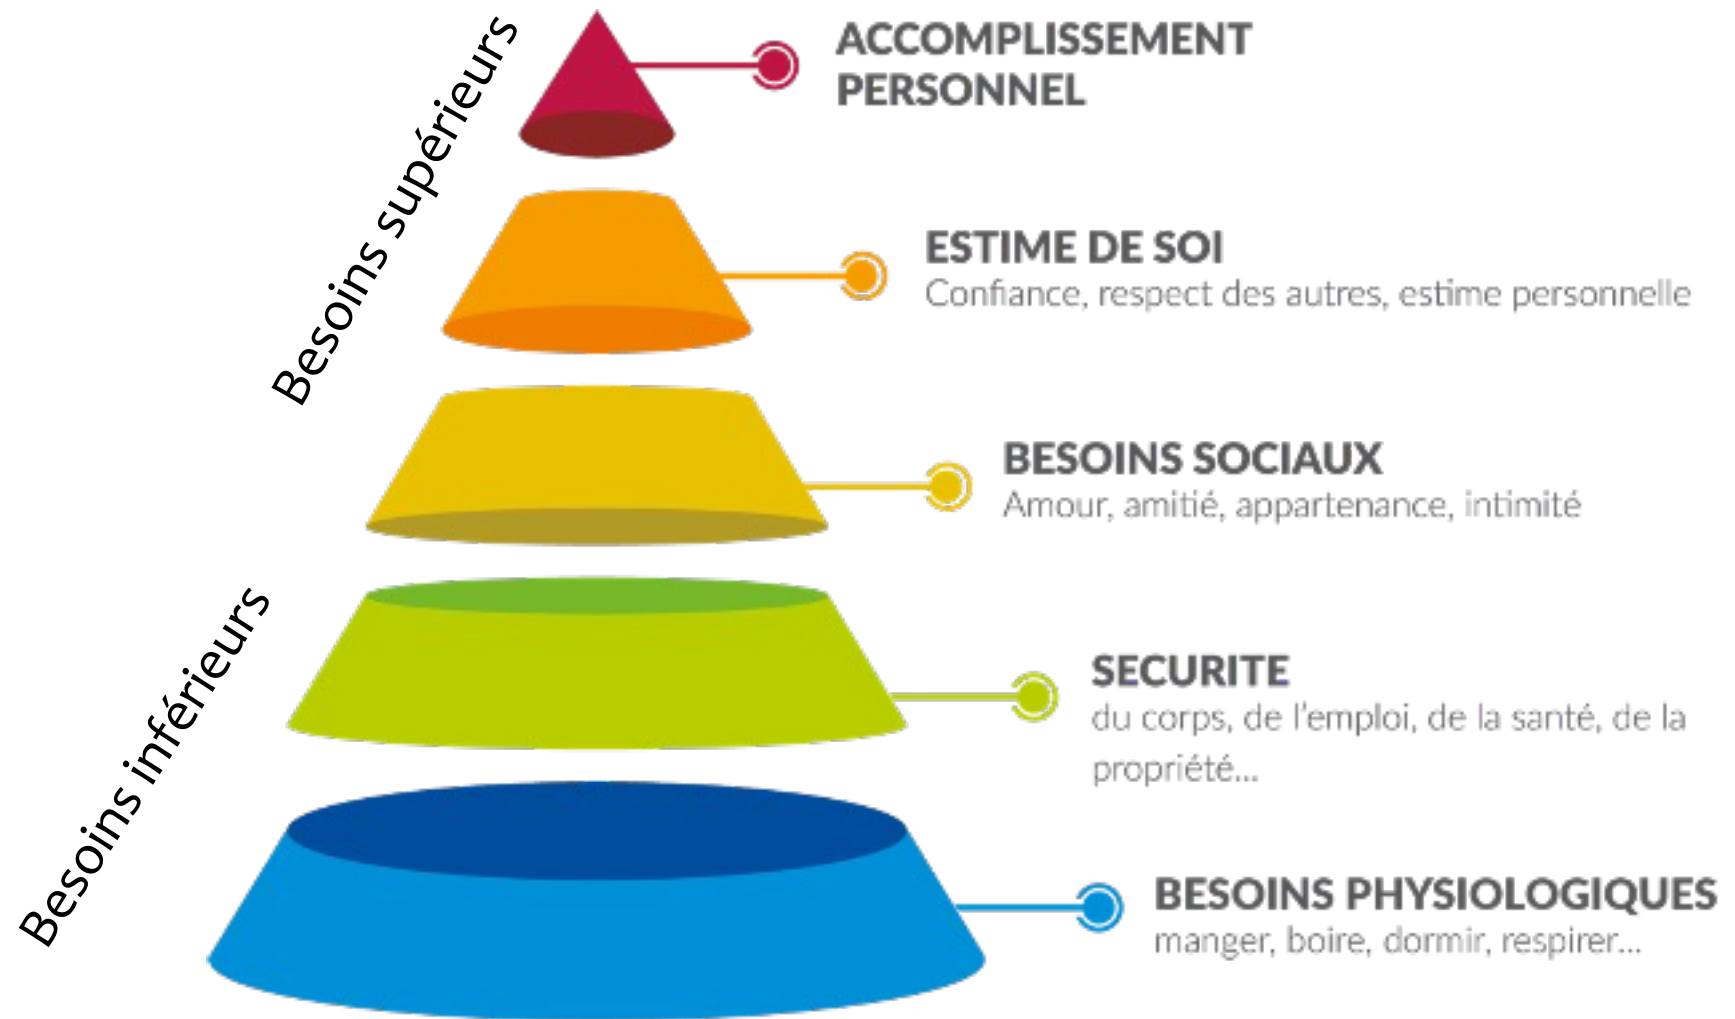 Besoins supérieurs
ACCOMPLISSEMENT
PERSONNEL
ESTIME DE SOI
Confiance, respect des autres, estime personnelle
BESOINS SOCIAUX
Amour, amitié, appartenance, intimité
Besoins inférieurs
SECURITE
du corps, de l'emploi, de la santé, de la
propriété...
BESOINS PHYSIOLOGIQUES
manger, boire, dormir, respirer...